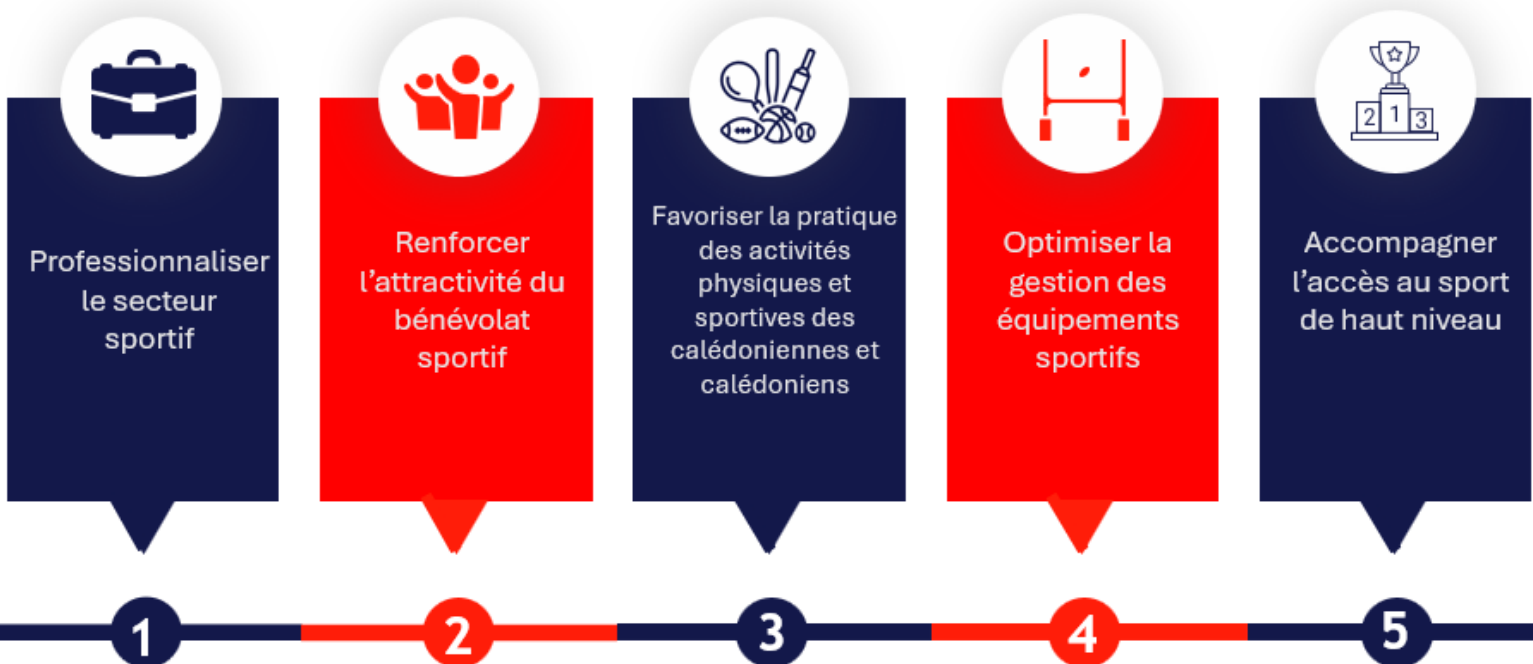 Professionnaliser
le secteur
sportif
Renforcer
l’attractivité du
bénévolat
sportif
Favoriser la pratique
des activités
physiques et
sportives des
calédoniennes et
calédoniens
Optimiser la
gestion des
équipements
sportifs
2 1 3
Accompagner
l’accès au sport
de haut niveau
1
2
3
4
5